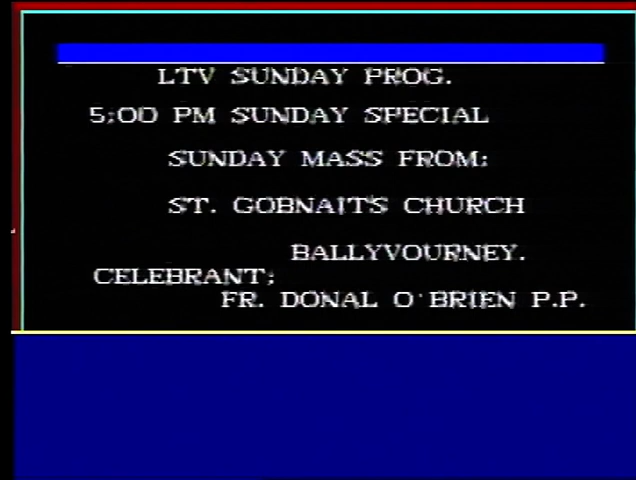 LTV SUNDAY PROG.
5;00 PM SUNDAY SPECIAL
SUNDAY MASS FROM:
ST. GOBNAIT'S CHURCH
BALLYVOURNEY.
CELEBRANT;
FR. DONAL O'BRIEN P.P.